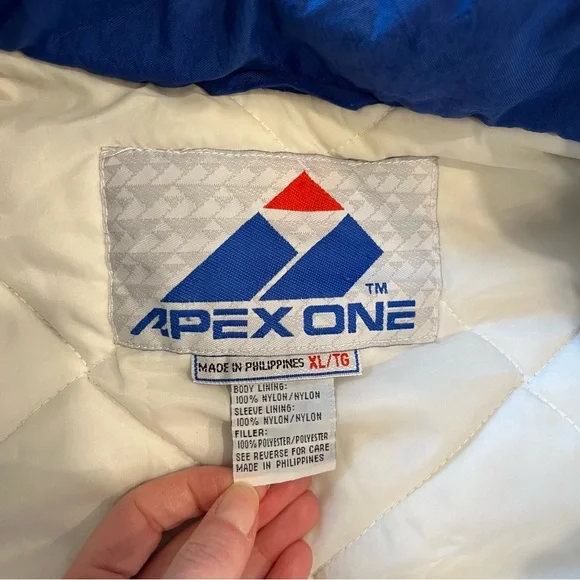 TM
APEX ONE
MADE IN PHILIPPINES XL/TG
BODY LINING:
100% NYLON/NYLON
SLEEVE LINING:
100% NYLON/NYLON
FILLER:
100% POLYESTER/POLYESTER
SEE REVERSE FOR CARE
MADE IN PHILIPPINES